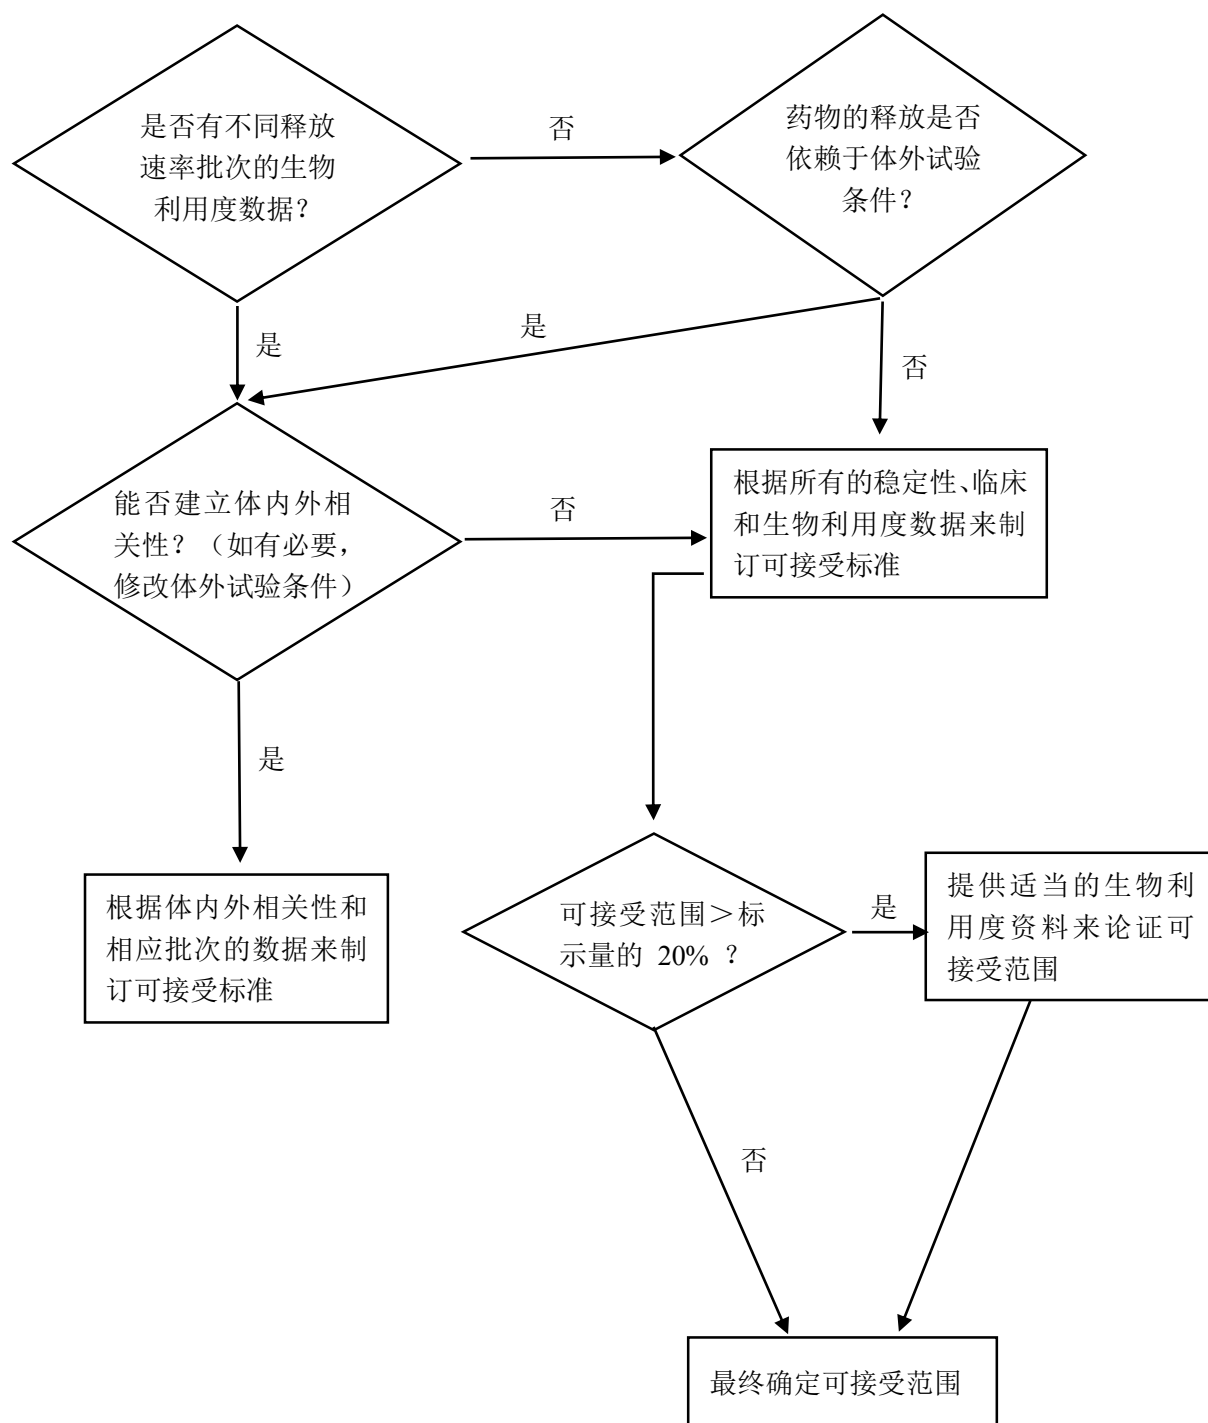 是否有不同释放
速率批次的生物
利用度数据？
否
药物的释放是否
依赖于体外试验
条件？
是
是
否
能否建立体内外相
关性？（如有必要，
修改体外试验条件）
否
根据所有的稳定性、临床
和生物利用度数据来制
订可接受标准
是
根据体内外相关性和
相应批次的数据来制
订可接受标准
可接受范围＞标
示量的 20% ？
是
提供适当的生物利
用度资料来论证可
接受范围
否
最终确定可接受范围